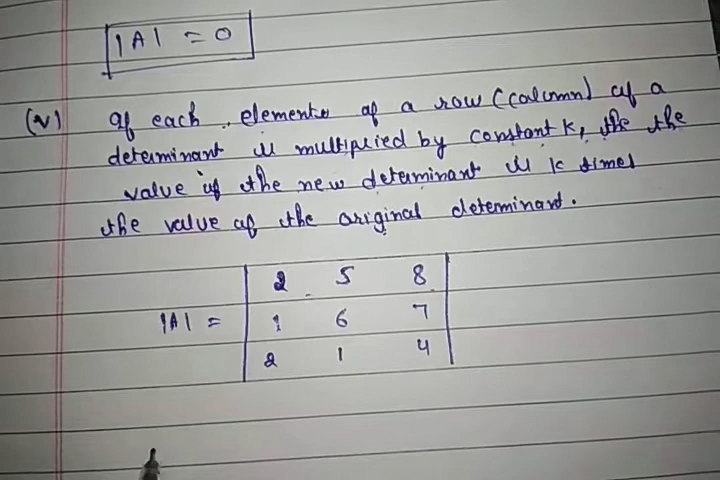 |A| = 0
(v) If each elements of a row (column) of a
determinant is multiplied by constant k, the the
value of the new determinant is k times
the value of the original determinant.
2 5 8
|A| = 1 6 7
2 1 4